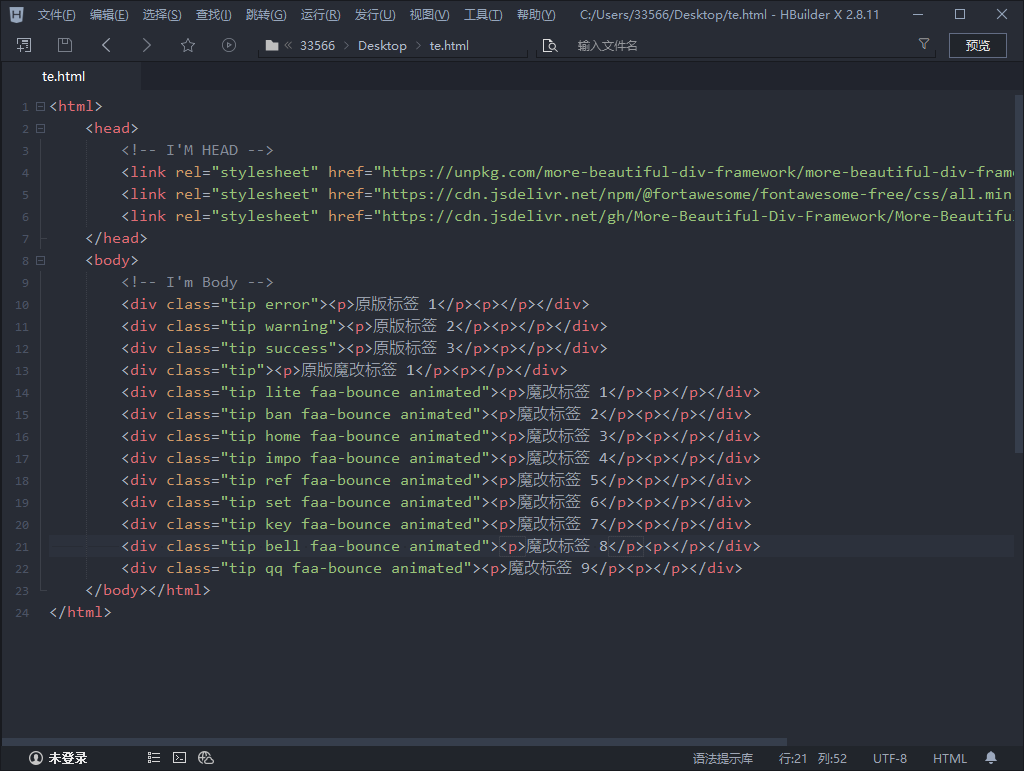 文件(F) 编辑(E) 选择(S) 查找(I) 跳转(G) 运行(R) 发行(U) 视图(V) 工具(T) 帮助(Y) C:/Users/33566/Desktop/te.html - HBuilder X 2.8.11
33566 Desktop te.html 输入文件名 预览
te.html
1 <html>
2 <head>
3 <!-- I'M HEAD -->
4 <link rel="stylesheet" href="https://unpkg.com/more-beautiful-div-framework/more-beautiful-div-fram
5 <link rel="stylesheet" href="https://cdn.jsdelivr.net/npm/@fortawesome/fontawesome-free/css/all.min
6 <link rel="stylesheet" href="https://cdn.jsdelivr.net/gh/More-Beautiful-Div-Framework/More-Beautifu
7 </head>
8 <body>
9 <!-- I'm Body -->
10 <div class="tip error"><p>原版标签 1</p><p></p></div>
11 <div class="tip warning"><p>原版标签 2</p><p></p></div>
12 <div class="tip success"><p>原版标签 3</p><p></p></div>
13 <div class="tip"><p>原版魔改标签 1</p><p></p></div>
14 <div class="tip lite faa-bounce animated"><p>魔改标签 1</p><p></p></div>
15 <div class="tip ban faa-bounce animated"><p>魔改标签 2</p><p></p></div>
16 <div class="tip home faa-bounce animated"><p>魔改标签 3</p><p></p></div>
17 <div class="tip impo faa-bounce animated"><p>魔改标签 4</p><p></p></div>
18 <div class="tip ref faa-bounce animated"><p>魔改标签 5</p><p></p></div>
19 <div class="tip set faa-bounce animated"><p>魔改标签 6</p><p></p></div>
20 <div class="tip key faa-bounce animated"><p>魔改标签 7</p><p></p></div>
21 <div class="tip bell faa-bounce animated"><p>魔改标签 8</p><p></p></div>
22 <div class="tip qq faa-bounce animated"><p>魔改标签 9</p><p></p></div>
23 </body></html>
24 </html>
未登录 语法提示库 行:21 列:52 UTF-8 HTML